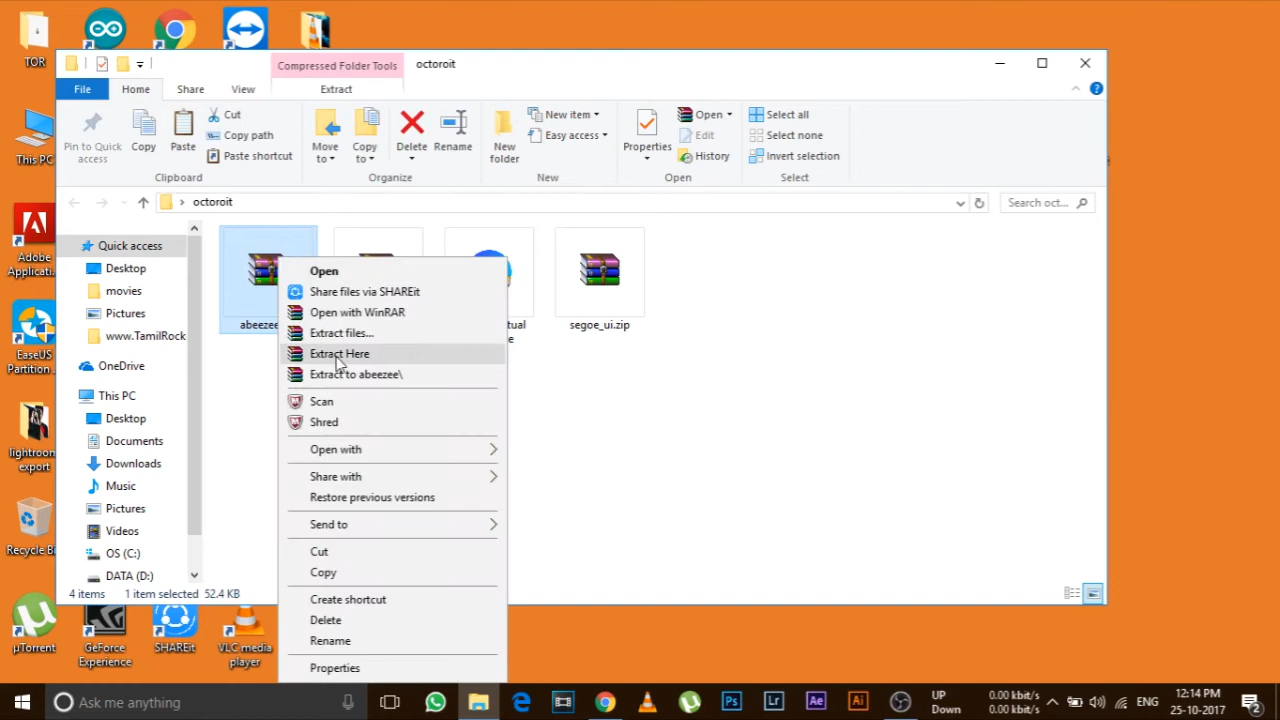 TOR
Compressed Folder Tools
octoroit
File
Home
Share
View
Extract
Pin to Quick
access
Copy
Paste
Cut
Copy path
Paste shortcut
Clipboard
Move
to
Copy
to
Delete
Rename
Organize
New
folder
New item
Easy access
New
Properties
Open
Edit
History
Open
Select all
Select none
Invert selection
Select
octoroit
Search oct...
This PC
Adobe
Applicati...
EaseUS
Partition ...
lightroom
export
Recycle Bi
Quick access
Desktop
movies
Pictures
www.TamilRock
OneDrive
This PC
Desktop
Documents
Downloads
Music
Pictures
Videos
OS (C:)
DATA (D:)
abeezee
segoe_ui.zip
Open
Share files via SHAREit
Open with WinRAR
Extract files...
Extract Here
Extract to abeezee\
Scan
Shred
Open with
Share with
Restore previous versions
Send to
Cut
Copy
Create shortcut
Delete
Rename
Properties
4 items 1 item selected 52.4 KB
µTorrent
GeForce
Experience
SHAREit
VLC media
player
Ask me anything
Ps
Lr
Ae
Ai
UP
Down
0.00 kbit/s
0.00 kbit/s
ENG
12:14 PM
25-10-2017
2